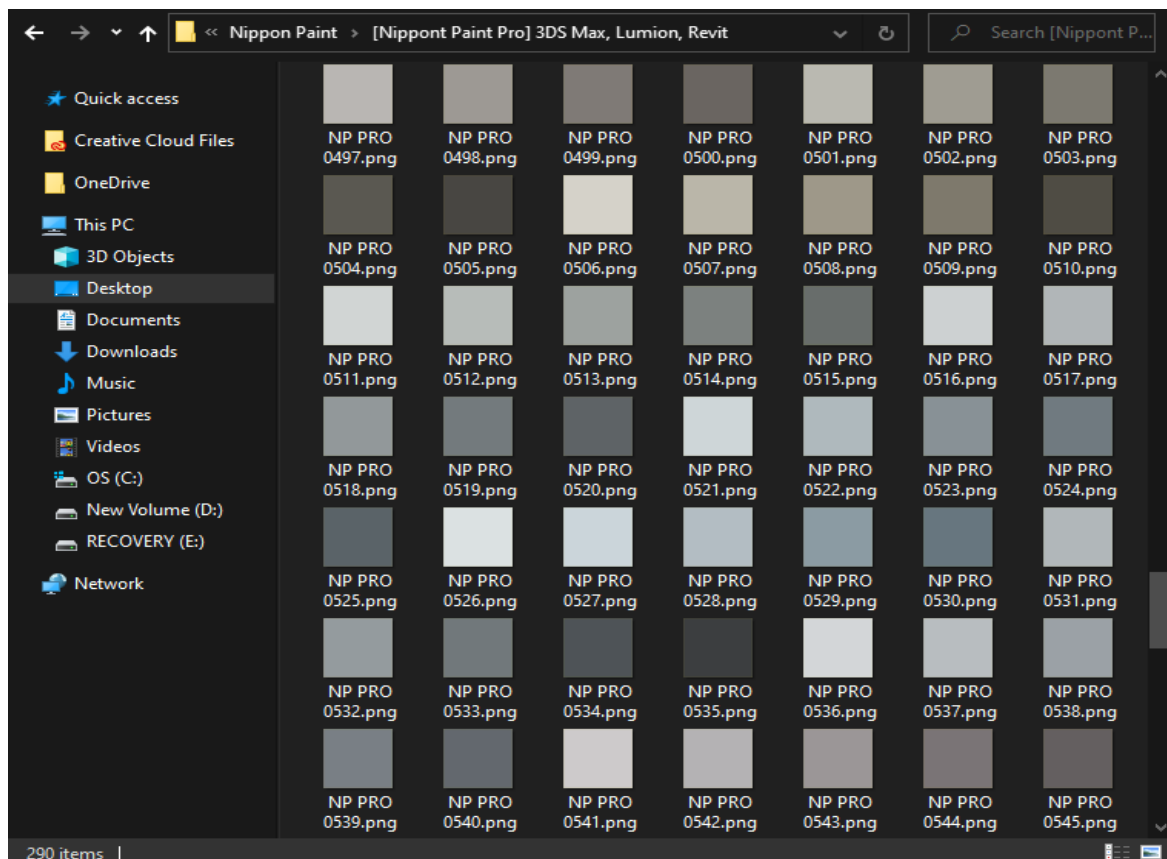 « Nippon Paint › [Nippont Paint Pro] 3DS Max, Lumion, Revit
Search [Nippont P...
Quick access
Creative Cloud Files
OneDrive
This PC
3D Objects
Desktop
Documents
Downloads
Music
Pictures
Videos
OS (C:)
New Volume (D:)
RECOVERY (E:)
Network
NP PRO NP PRO NP PRO NP PRO NP PRO NP PRO NP PRO
0497.png 0498.png 0499.png 0500.png 0501.png 0502.png 0503.png
NP PRO NP PRO NP PRO NP PRO NP PRO NP PRO NP PRO
0504.png 0505.png 0506.png 0507.png 0508.png 0509.png 0510.png
NP PRO NP PRO NP PRO NP PRO NP PRO NP PRO NP PRO
0511.png 0512.png 0513.png 0514.png 0515.png 0516.png 0517.png
NP PRO NP PRO NP PRO NP PRO NP PRO NP PRO NP PRO
0518.png 0519.png 0520.png 0521.png 0522.png 0523.png 0524.png
NP PRO NP PRO NP PRO NP PRO NP PRO NP PRO NP PRO
0525.png 0526.png 0527.png 0528.png 0529.png 0530.png 0531.png
NP PRO NP PRO NP PRO NP PRO NP PRO NP PRO NP PRO
0532.png 0533.png 0534.png 0535.png 0536.png 0537.png 0538.png
NP PRO NP PRO NP PRO NP PRO NP PRO NP PRO NP PRO
0539.png 0540.png 0541.png 0542.png 0543.png 0544.png 0545.png
290 items